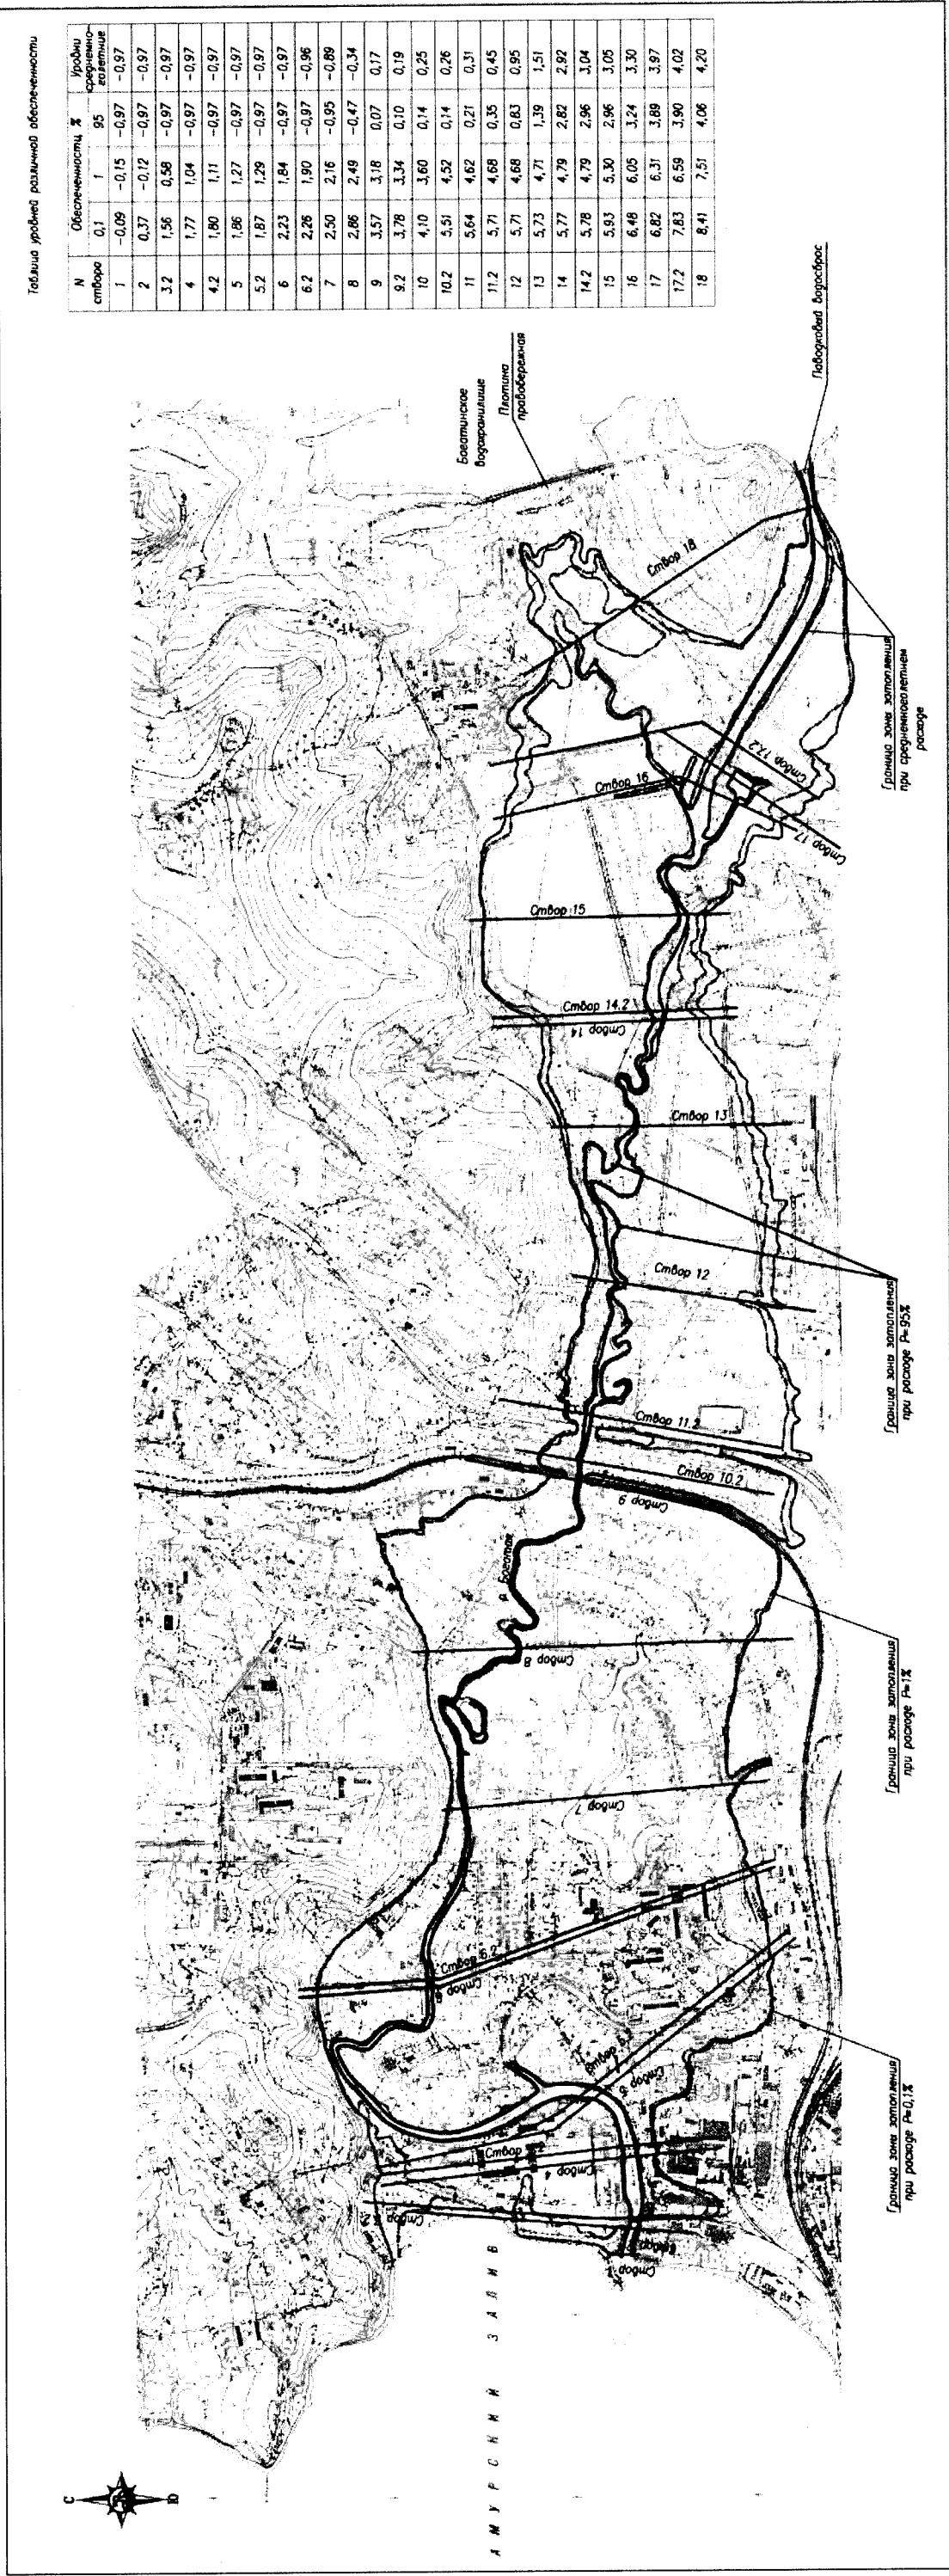 Таблица уровней различной обеспеченности
N створа | Обеспеченность, % | Уровни среднемноголетние
0,1 | 1 | 95
1 | -0,09 | -0,15 | -0,97 | -0,97
2 | 0,37 | -0,12 | -0,97 | -0,97
3.2 | 1,56 | 0,58 | -0,97 | -0,97
4 | 1,77 | 1,04 | -0,97 | -0,97
4.2 | 1,80 | 1,11 | -0,97 | -0,97
5 | 1,86 | 1,27 | -0,97 | -0,97
5.2 | 1,87 | 1,29 | -0,97 | -0,97
6 | 2,23 | 1,84 | -0,97 | -0,97
6.2 | 2,26 | 1,90 | -0,97 | -0,96
7 | 2,50 | 2,16 | -0,95 | -0,89
8 | 2,86 | 2,49 | -0,47 | -0,34
9 | 3,57 | 3,18 | 0,07 | 0,17
9.2 | 3,78 | 3,34 | 0,10 | 0,19
10 | 4,10 | 3,60 | 0,14 | 0,25
10.2 | 5,51 | 4,52 | 0,14 | 0,26
11 | 5,64 | 4,62 | 0,21 | 0,31
11.2 | 5,71 | 4,68 | 0,35 | 0,45
12 | 5,71 | 4,68 | 0,83 | 0,95
13 | 5,73 | 4,71 | 1,39 | 1,51
14 | 5,77 | 4,79 | 2,82 | 2,92
14.2 | 5,78 | 4,79 | 2,96 | 3,04
15 | 5,93 | 5,30 | 2,96 | 3,05
16 | 6,48 | 6,05 | 3,24 | 3,30
17 | 6,82 | 6,31 | 3,89 | 3,97
17.2 | 7,83 | 6,59 | 3,90 | 4,02
18 | 8,41 | 7,51 | 4,06 | 4,20
С
Ю
АМУРСКИЙ ЗАЛИВ
Створ 1
Створ 4
Створ 5
Створ 6
Створ 6.2
Створ 7
Створ 8
р. Богатая
Створ 9
Створ 10.2
Створ 11.2
Створ 12
Створ 13
Створ 14
Створ 14.2
Створ 15
Створ 16
Створ 17
Створ 17.2
Створ 18
Богатинское
водохранилище
Плотина
правобережная
Паводковый водосброс
Граница зоны затопления
при среднемноголетнем
расходе
Граница зоны затопления
при расходе P=95%
Граница зоны затопления
при расходе P=1%
Граница зоны затопления
при расходе P=0,1%